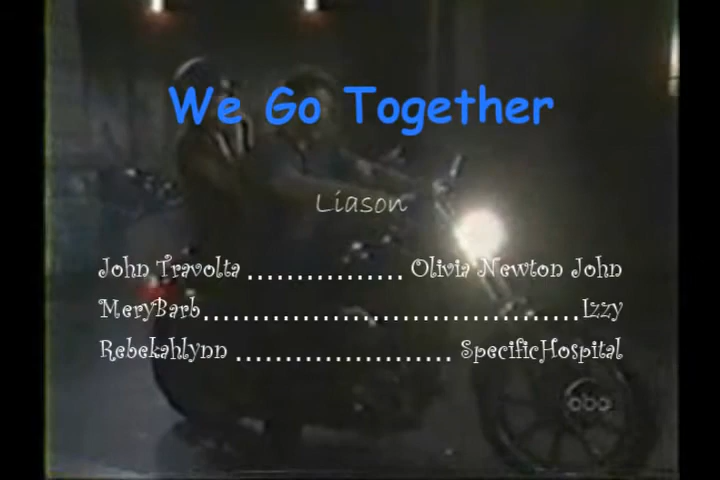 We Go Together
Liason
John Travolta ................ Olivia Newton John
MeryBarb......................................Izzy
Rebekahlynn ...................... SpecificHospital
abc